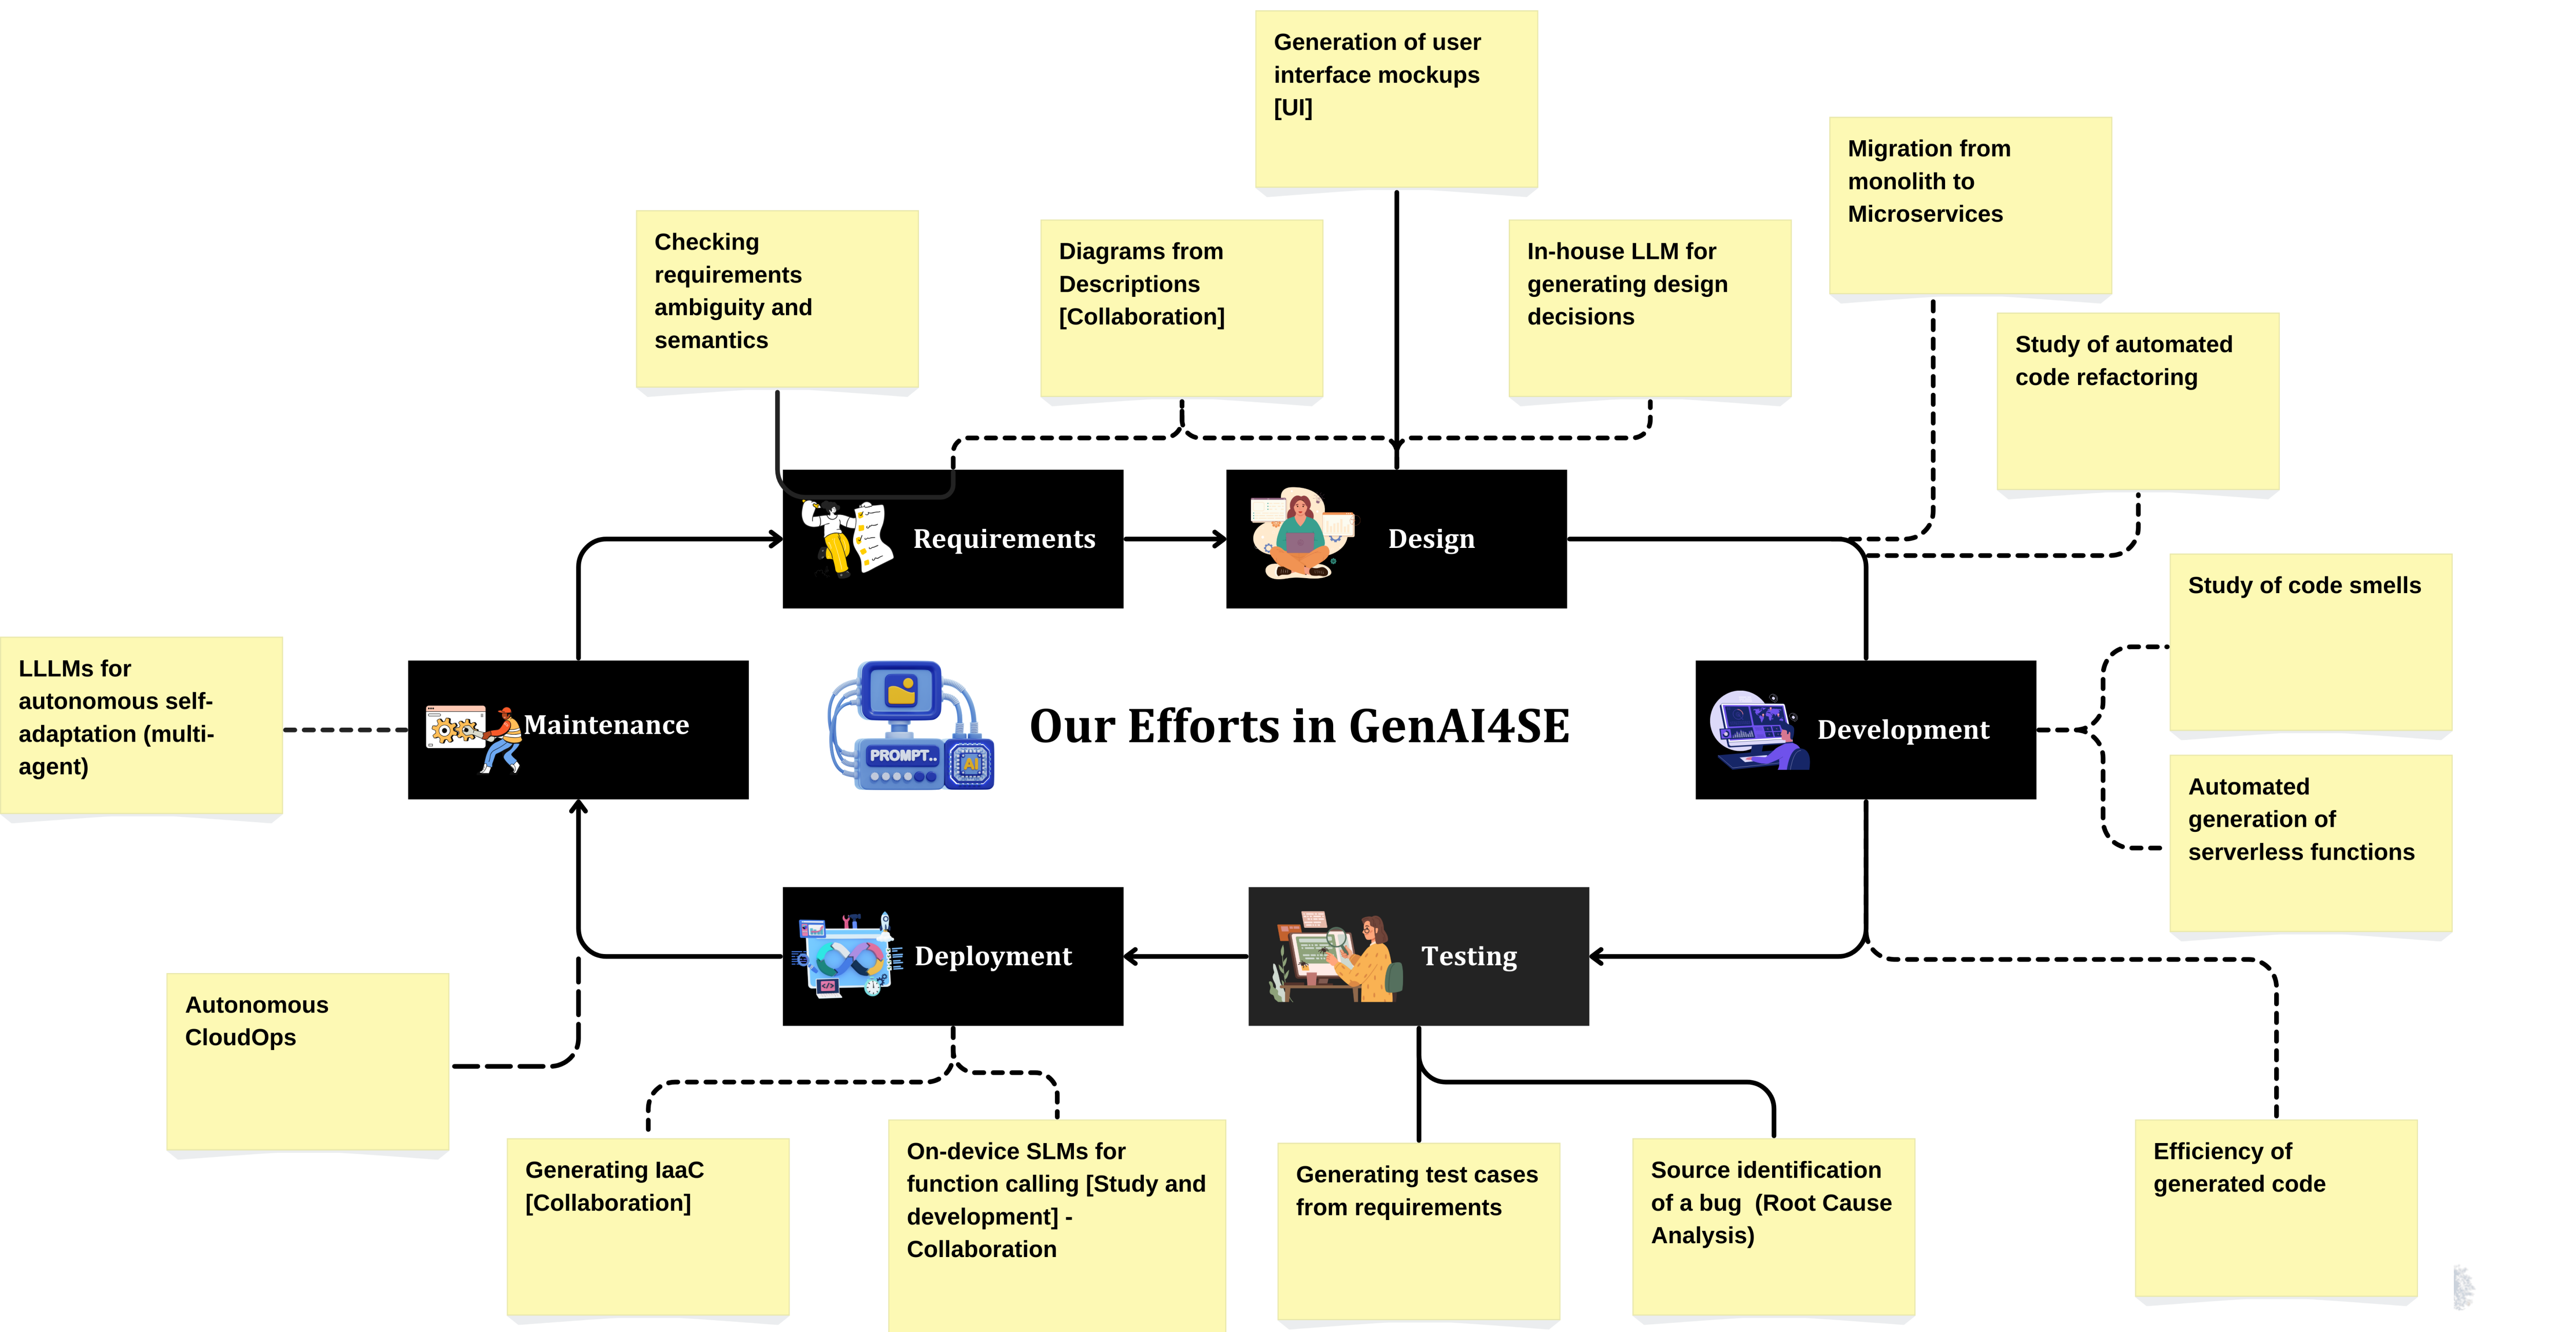 Generation of user
interface mockups
[UI]
Migration from
monolith to
Microservices
Checking
requirements
ambiguity and
semantics
Diagrams from
Descriptions
[Collaboration]
In-house LLM for
generating design
decisions
Study of automated
code refactoring
Requirements
Design
Study of code smells
LLLMs for
autonomous self-
adaptation (multi-
agent)
Maintenance
PROMPT..
AI
Our Efforts in GenAI4SE
Development
Automated
generation of
serverless functions
Deployment
Testing
Autonomous
CloudOps
Generating IaaC
[Collaboration]
On-device SLMs for
function calling [Study and
development] -
Collaboration
Generating test cases
from requirements
Source identification
of a bug  (Root Cause
Analysis)
Efficiency of
generated code